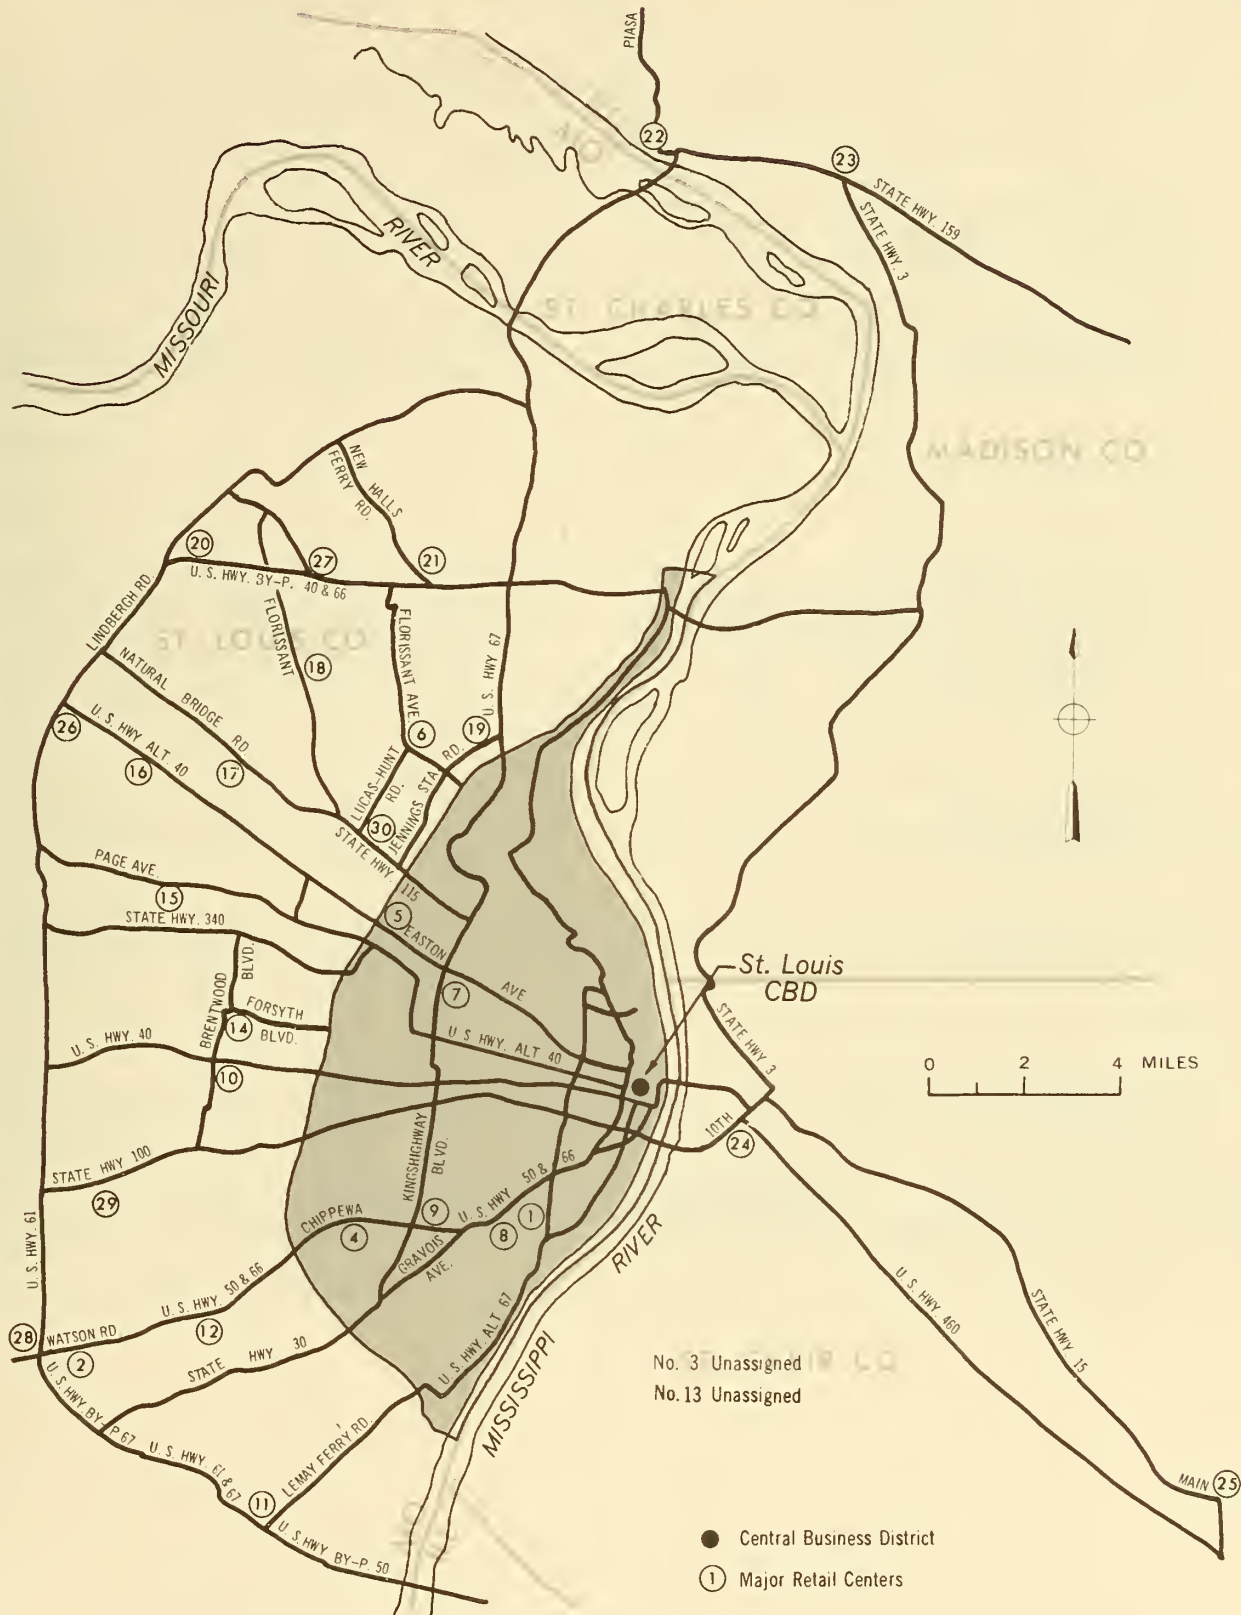 PIASA
22
23
MO.
STATE HWY. 159
STATE HWY. 3
RIVER
MISSOURI
ST. CHARLES CO
MADISON CO
NEW HALLS
FERRY RD.
20
27
21
U. S. HWY. BY-P. 40 & 66
LINDBERGH RD.
FLORISSANT
FLORISSANT AVE.
U. S. HWY 67
ST. LOUIS CO.
18
NATURAL BRIDGE RD.
26
U. S. HWY ALT. 40
16
17
6
19
LUCAS-HUNT
RD.
JENNINGS STA. RD.
30
STATE HWY. 115
PAGE AVE.
15
STATE HWY. 340
5
EASTON AVE
7
St. Louis
CBD
BRENTWOOD
BLVD.
FORSYTH
BLVD.
14
U. S. HWY. 40
10
U. S. HWY. ALT 40
STATE HWY. 3
0 2 4 MILES
10TH
24
STATE HWY 100
29
KINGSHIGHWAY
BLVD.
U. S. HWY 50 & 66
9
8
1
CHIPPEWA
4
GRAVOIS
AVE.
RIVER
U. S. HWY. 61
U. S. HWY. 50 & 66
12
28
WATSON RD.
2
STATE HWY 30
U. S. HWY. ALT 67
U. S. HWY. 460
STATE HWY. 15
ST. CLAIR CO
No. 3 Unassigned
No. 13 Unassigned
MISSISSIPPI
U. S. HWY. BY-P 67
U. S. HWY. 61 &
67
LEMAY FERRY RD.
11
U. S. HWY BY-P. 50
MAIN
25
Central Business District
1 Major Retail Centers